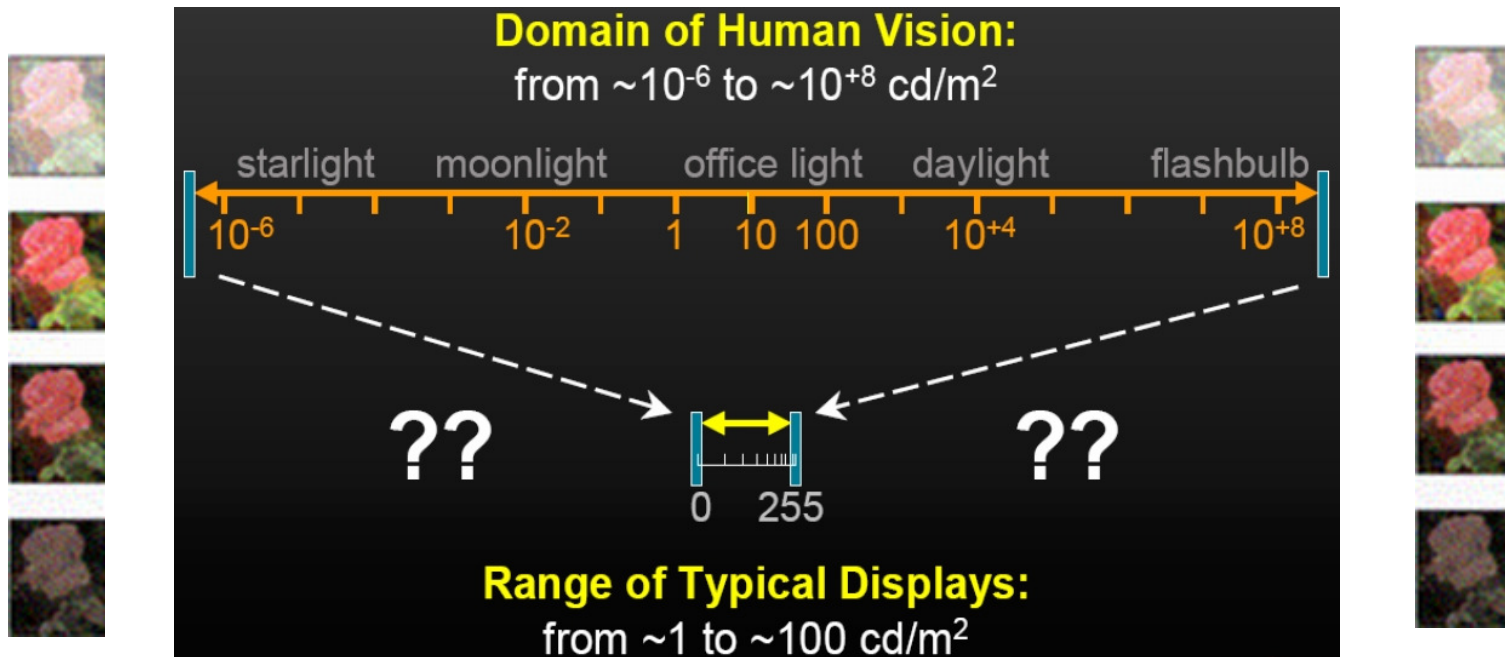 Domain of Human Vision:
from ~10⁻⁶ to ~10⁺⁸ cd/m²
starlight moonlight office light daylight flashbulb
10⁻⁶ 10⁻² 1 10 100 10⁺⁴ 10⁺⁸
?? ??
0 255
Range of Typical Displays:
from ~1 to ~100 cd/m²